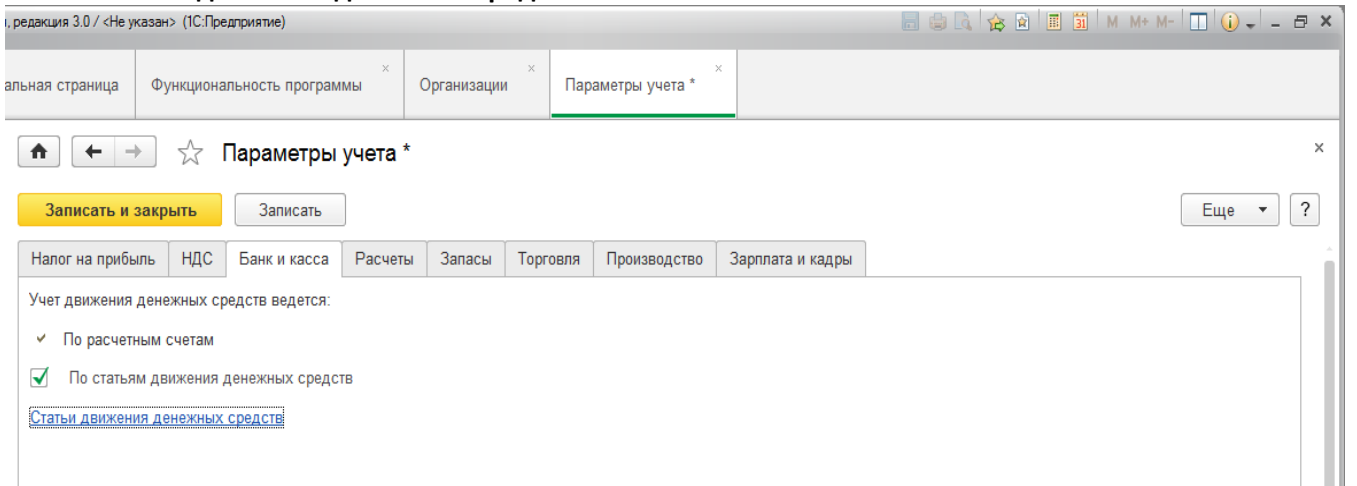 , редакция 3.0 / <Не указан> (1С:Предприятие)
31 M M+ M-
альная страница Функциональность программы Организации Параметры учета *
Параметры учета *
Записать и закрыть Записать Еще ?
Налог на прибыль НДС Банк и касса Расчеты Запасы Торговля Производство Зарплата и кадры
Учет движения денежных средств ведется:
По расчетным счетам
По статьям движения денежных средств
Статьи движения денежных средств